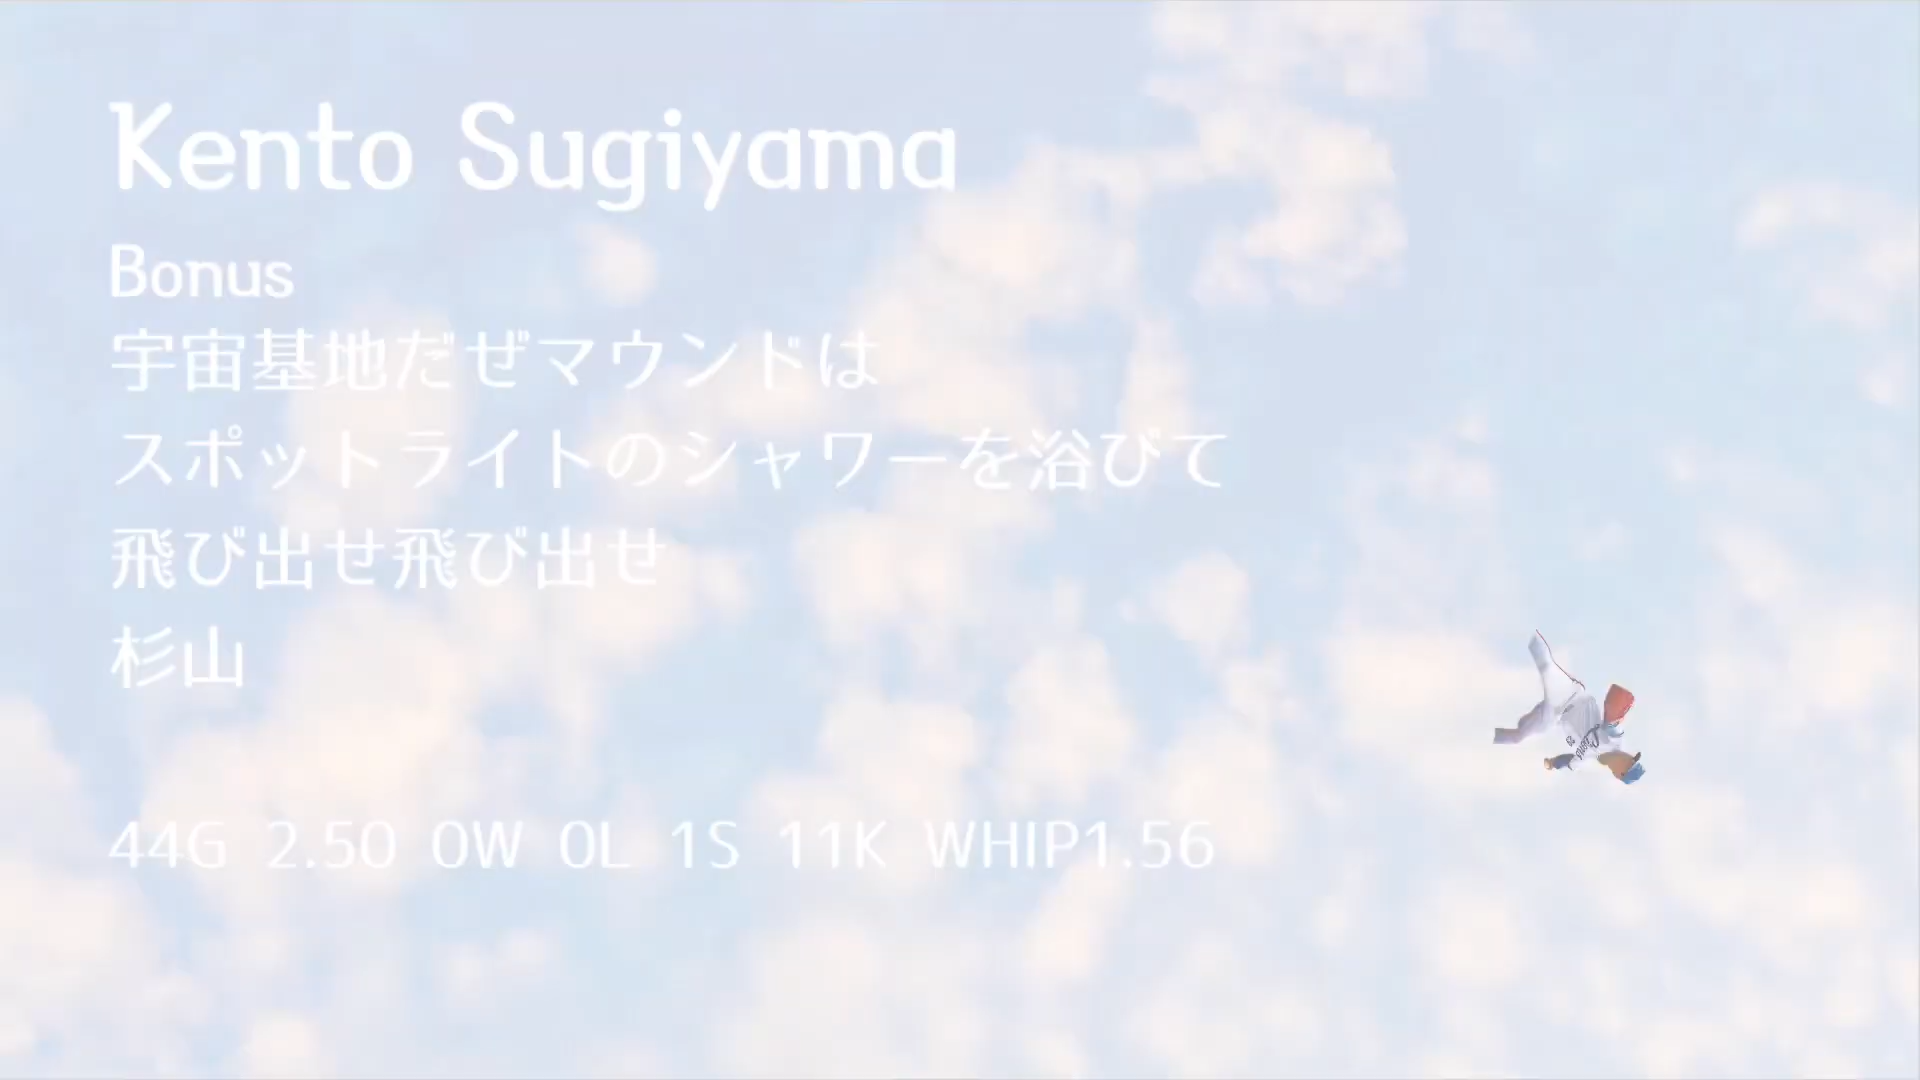 Kento Sugiyama
Bonus
宇宙基地だぜマウンドは
スポットライトのシャワーを浴びて
飛び出せ飛び出せ
杉山
44G 2.50 0W 0L 1S 11K WHIP1.56